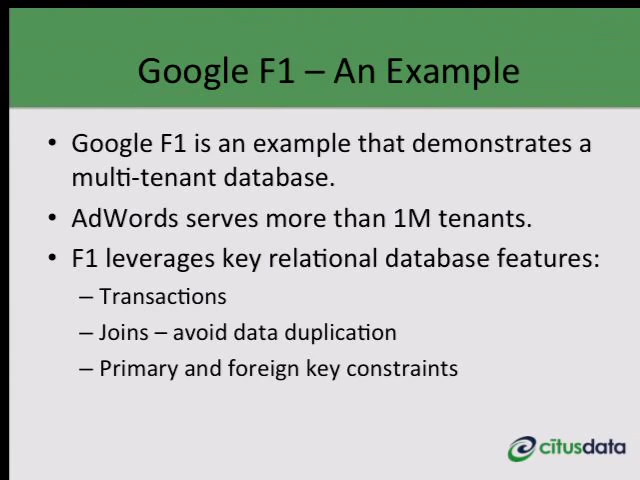 Google F1 – An Example
• Google F1 is an example that demonstrates a
multi-tenant database.
• AdWords serves more than 1M tenants.
• F1 leverages key relational database features:
– Transactions
– Joins – avoid data duplication
– Primary and foreign key constraints
citusdata